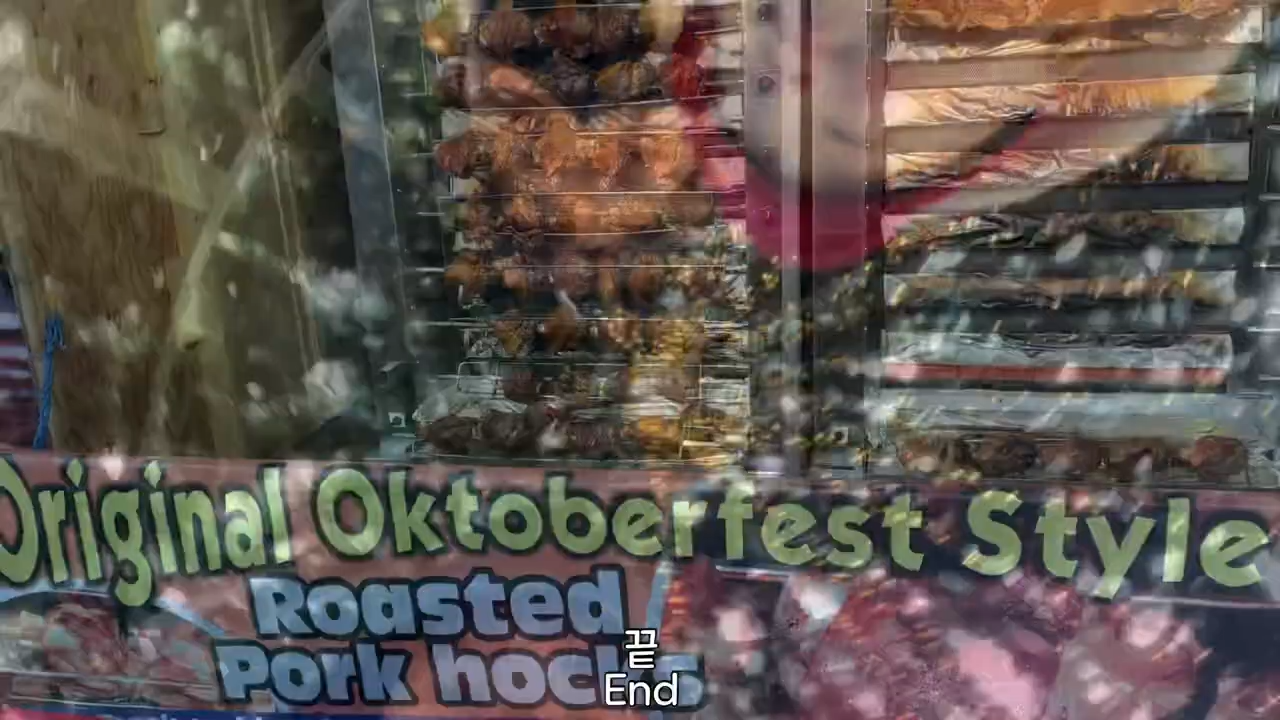 Original Oktoberfest Style
Roasted
Pork hocks
끝
End